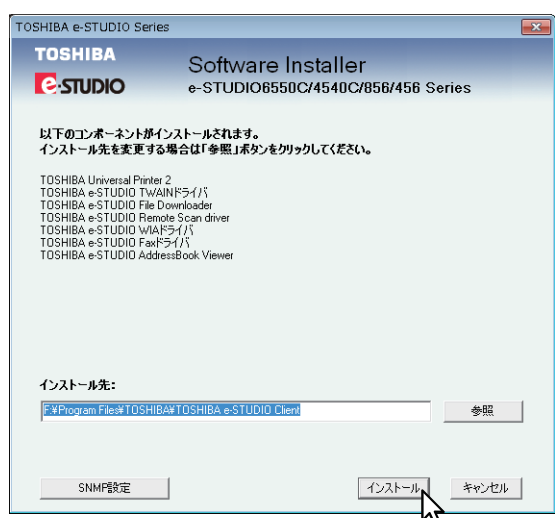 TOSHIBA e-STUDIO Series
TOSHIBA
e-STUDIO
Software Installer
e-STUDIO6550C/4540C/856/456 Series
以下のコンポーネントがインストールされます。
インストール先を変更する場合は「参照」ボタンをクリックしてください。
TOSHIBA Universal Printer 2
TOSHIBA e-STUDIO TWAINドライバ
TOSHIBA e-STUDIO File Downloader
TOSHIBA e-STUDIO Remote Scan driver
TOSHIBA e-STUDIO WIAドライバ
TOSHIBA e-STUDIO Faxドライバ
TOSHIBA e-STUDIO AddressBook Viewer
インストール先:
F:¥Program Files¥TOSHIBA¥TOSHIBA e-STUDIO Client
参照
SNMP設定
インストール
キャンセル